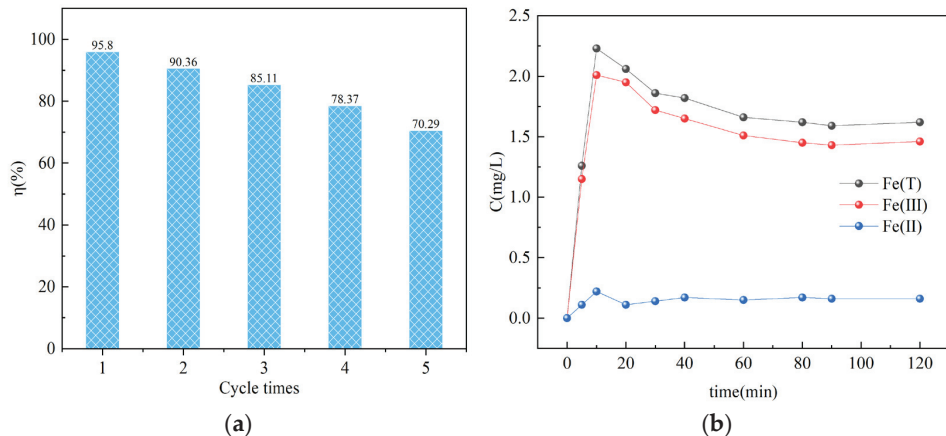 95.8
90.36
85.11
78.37
70.29
100
80
60
40
20
0
η(%)
1 2 3 4 5
Cycle times
(a)
2.5
2.0
1.5
1.0
0.5
0.0
C(mg/L)
Fe(T)
Fe(III)
Fe(II)
0 20 40 60 80 100 120
time(min)
(b)